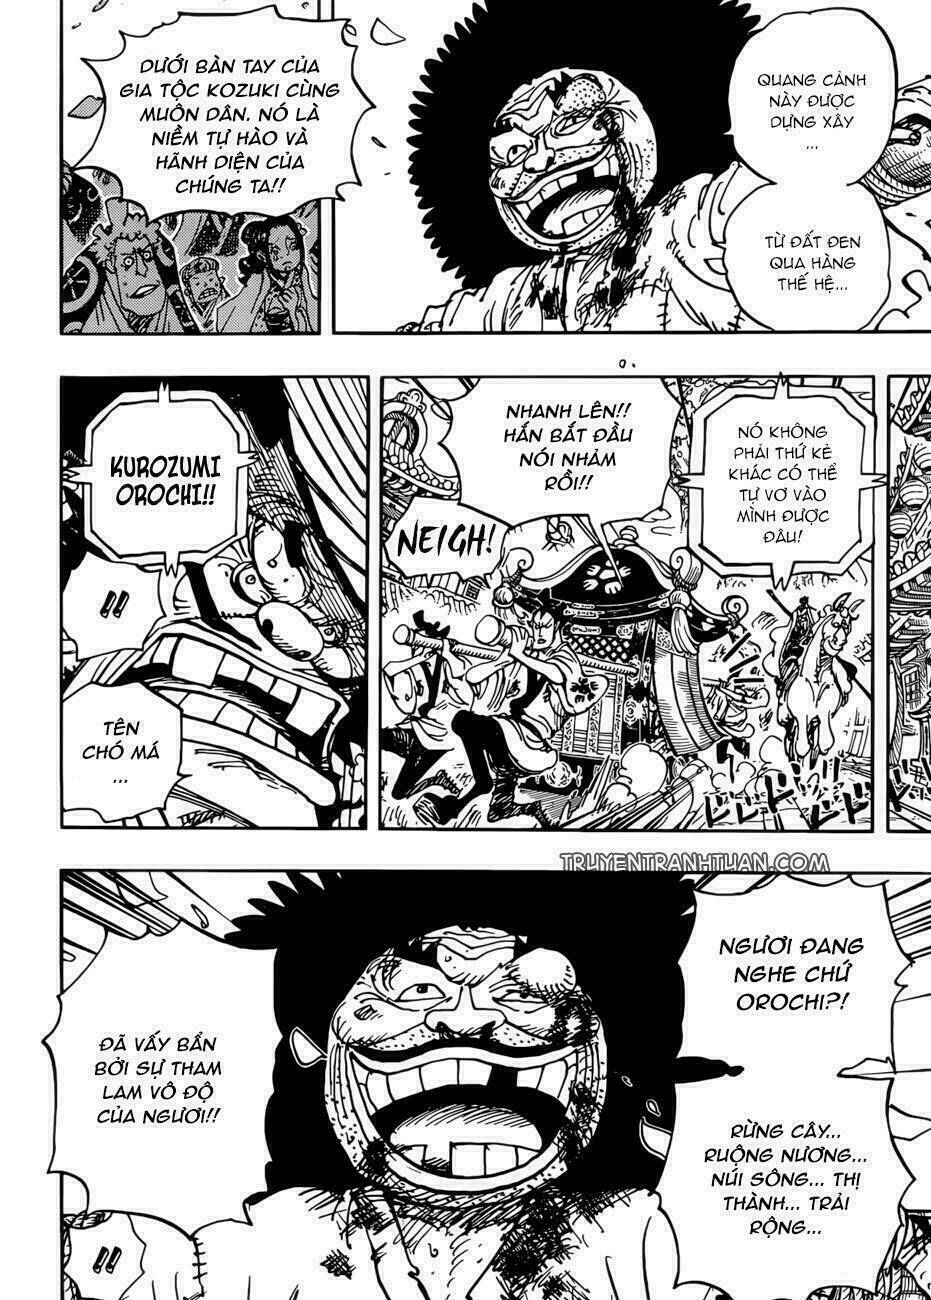 QUANG CẢNH
NÀY ĐƯỢC
DỰNG XÂY
...
TỪ ĐẤT ĐEN
QUA HÀNG
THẾ HỆ...
DƯỚI BÀN TAY CỦA
GIA TỘC KOZUKI CÙNG
MUÔN DÂN. NÓ LÀ
NIỀM TỰ HÀO VÀ
HÃNH DIỆN CỦA
CHÚNG TA!!
NÓ KHÔNG
PHẢI THỨ KẺ
KHÁC CÓ THỂ
TỰ VƠ VÀO
MÌNH ĐƯỢC
ĐÂU!
NHANH LÊN!!
HẮN BẮT ĐẦU
NÓI NHẢM
RỒI!!
NEIGH!
ドドドド
KUROZUMI
OROCHI!!
!!
TÊN
CHÓ MÁ
...
TRUYENTRANHTUAN.COM
NGƯƠI ĐANG
NGHE CHỨ
OROCHI?!
RỪNG CÂY...
RUỘNG NƯƠNG...
NÚI SÔNG... THỊ
THÀNH... TRẢI
RỘNG...
ĐÃ VẤY BẨN
BỞI SỰ THAM
LAM VÔ ĐỘ
CỦA NGƯƠI!!
!!